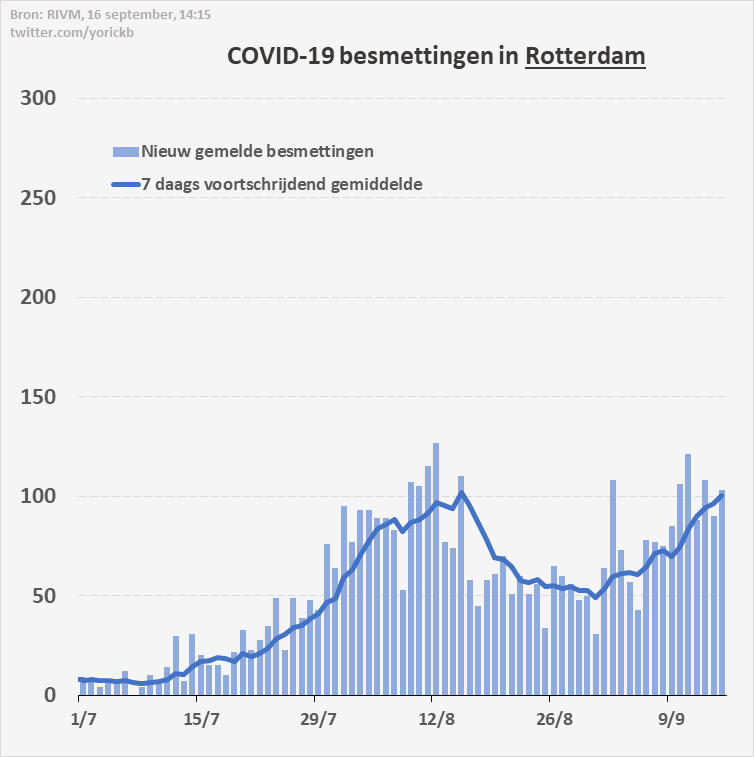 Bron: RIVM, 16 september, 14:15
twitter.com/yorickb
COVID-19 besmettingen in Rotterdam
300
Nieuw gemelde besmettingen
7 daags voortschrijdend gemiddelde
250
200
150
100
50
0
1/7 15/7 29/7 12/8 26/8 9/9